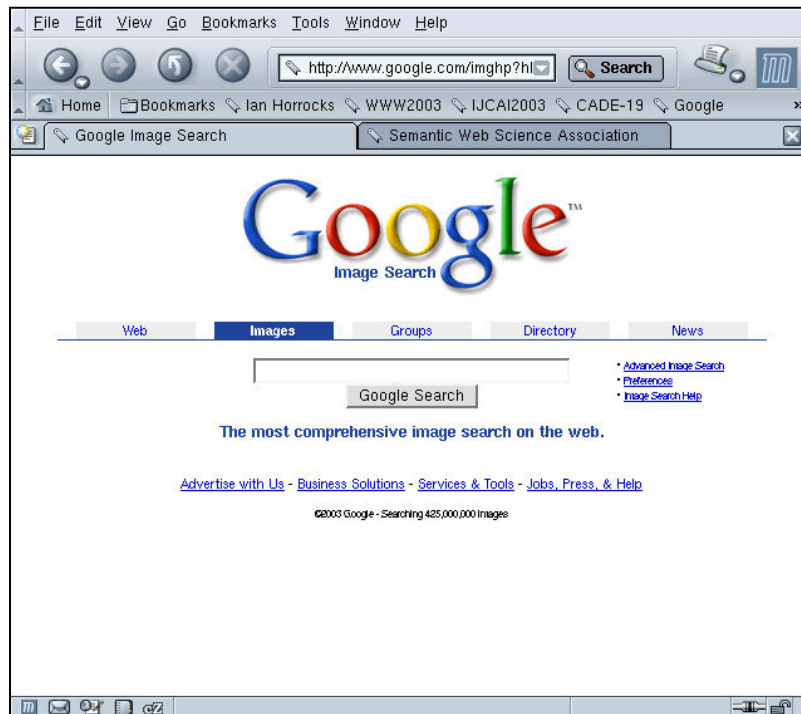 File Edit View Go Bookmarks Tools Window Help
http://www.google.com/imghp?hl Search
Home Bookmarks Ian Horrocks WWW2003 IJCAI2003 CADE-19 Google »
Google Image Search Semantic Web Science Association
Google™
Image Search
Web Images Groups Directory News
• Advanced Image Search
• Preferences
• Image Search Help
Google Search
The most comprehensive image search on the web.
Advertise with Us - Business Solutions - Services & Tools - Jobs, Press, & Help
©2003 Google - Searching 425,000,000 images